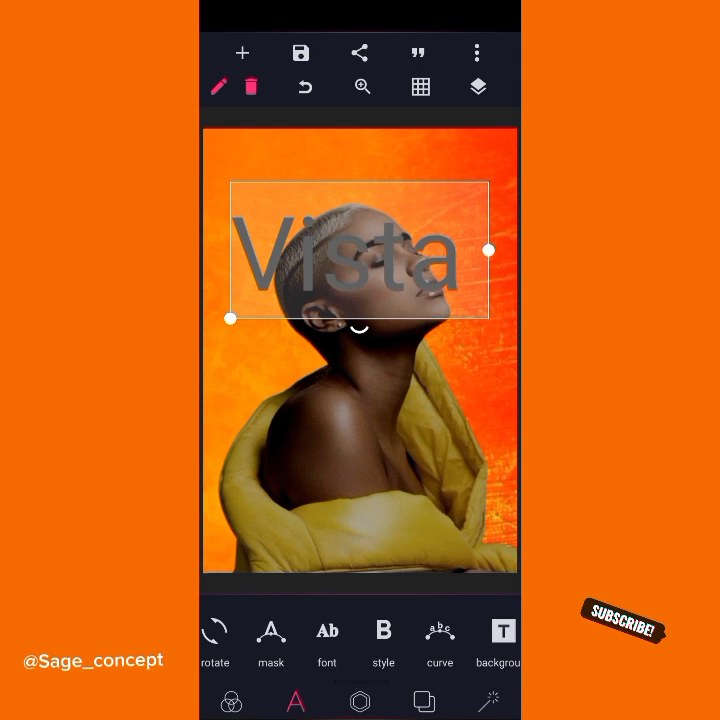 Vista
rotate mask font style curve backgrou
Ab B abc T
@Sage_concept
SUBSCRIBE!